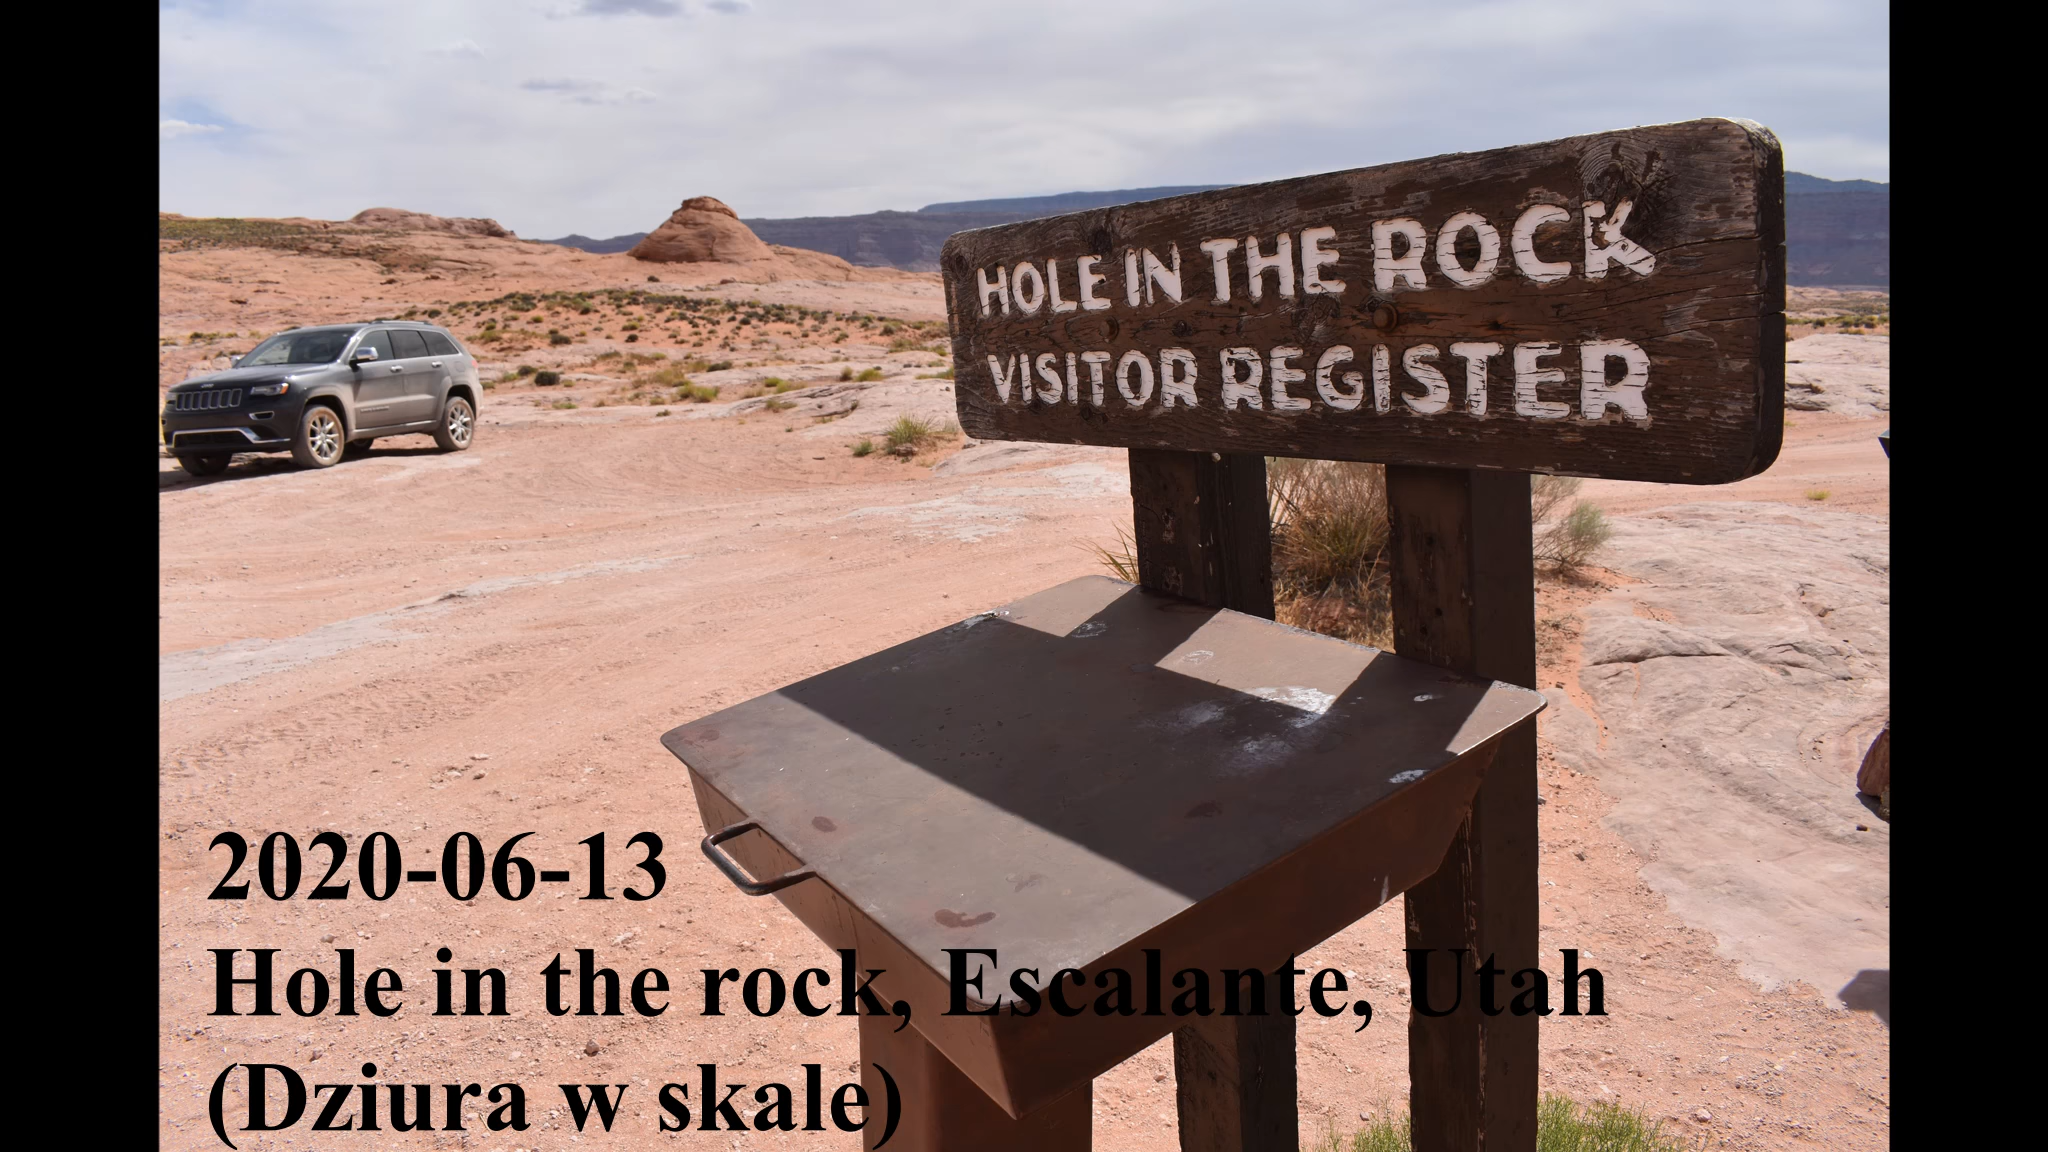 HOLE IN THE ROCK
VISITOR REGISTER
2020-06-13
Hole in the rock, Escalante, Utah
(Dziura w skale)